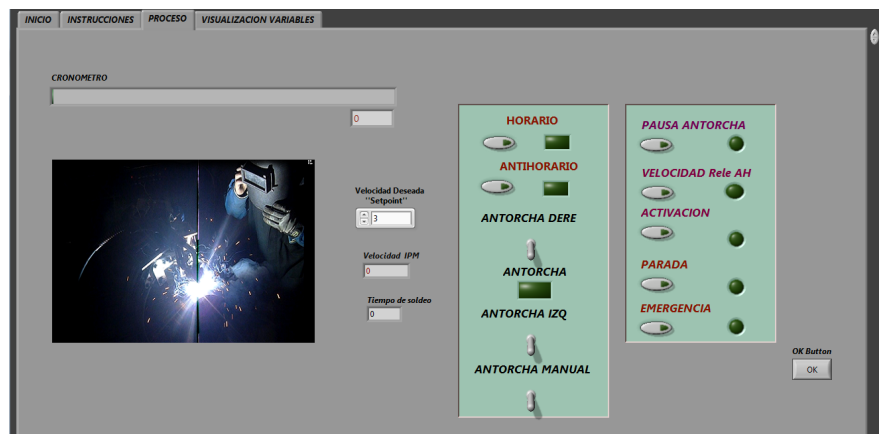 INICIO
INSTRUCCIONES
PROCESO
VISUALIZACION VARIABLES
CRONOMETRO
0
Velocidad Deseada
"Setpoint"
3
Velocidad IPM
0
Tiempo de soldeo
0
HORARIO
ANTIHORARIO
ANTORCHA DERE
ANTORCHA
ANTORCHA IZQ
ANTORCHA MANUAL
PAUSA ANTORCHA
VELOCIDAD Rele AH
ACTIVACION
PARADA
EMERGENCIA
OK Button
OK